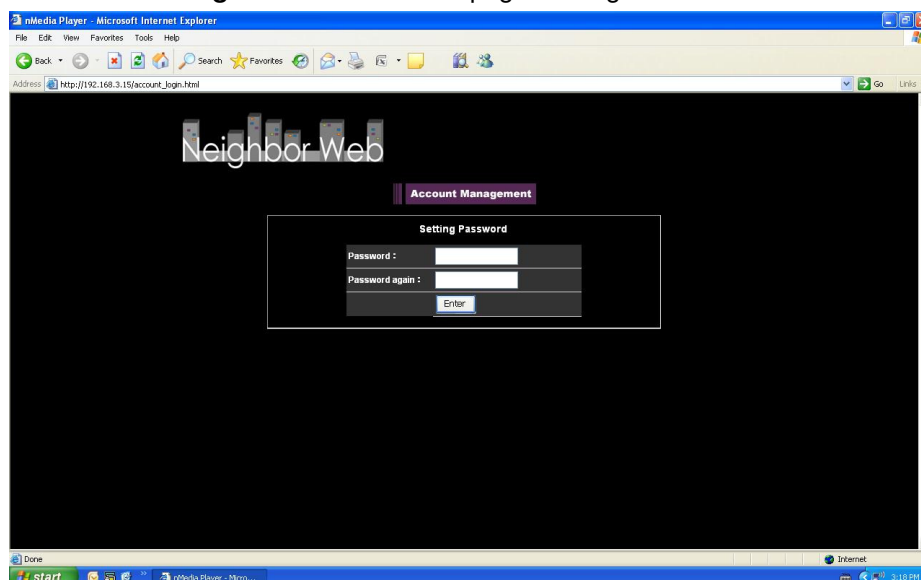 nMedia Player - Microsoft Internet Explorer
File Edit View Favorites Tools Help
Back Search Favorites
Address http://192.168.3.15/account_login.html Go Links
Neighbor Web
Account Management
Setting Password
Password :
Password again :
Enter
Done Internet
start nMedia Player - Micro... 3:18 PM